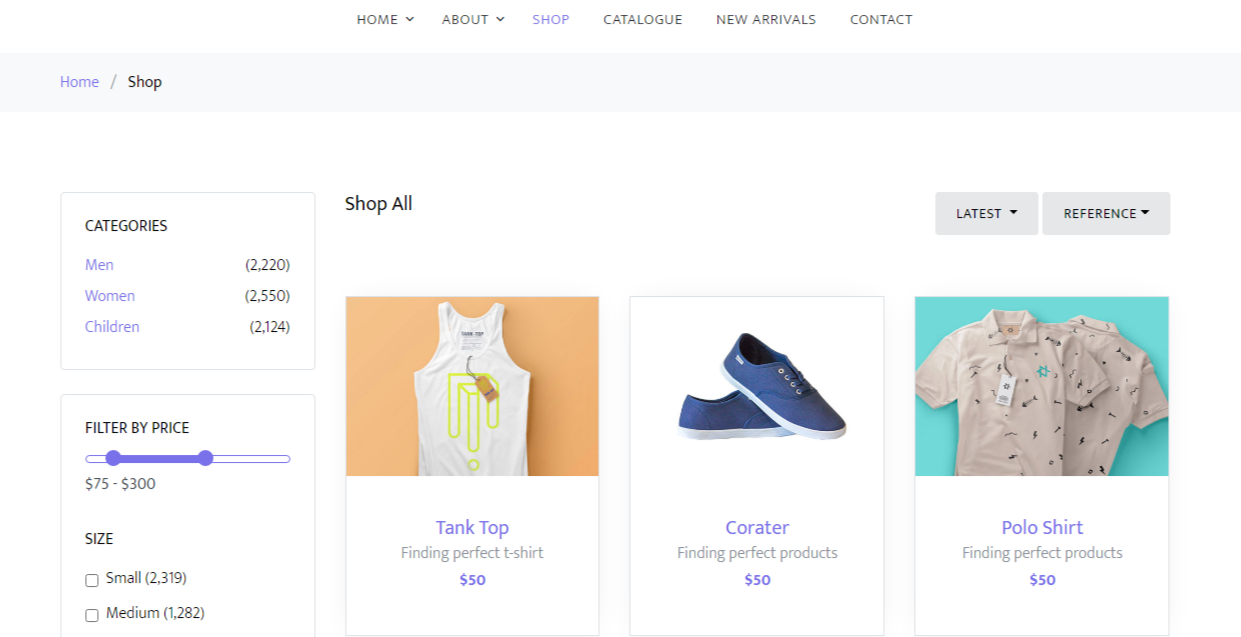 HOME ABOUT SHOP CATALOGUE NEW ARRIVALS CONTACT
Home / Shop
CATEGORIES
Men (2,220)
Women (2,550)
Children (2,124)
FILTER BY PRICE
$75 - $300
SIZE
Small (2,319)
Medium (1,282)
Shop All
LATEST REFERENCE
TANK-TOP
Tank Top
Finding perfect t-shirt
$50
Corater
Finding perfect products
$50
Polo Shirt
Finding perfect products
$50